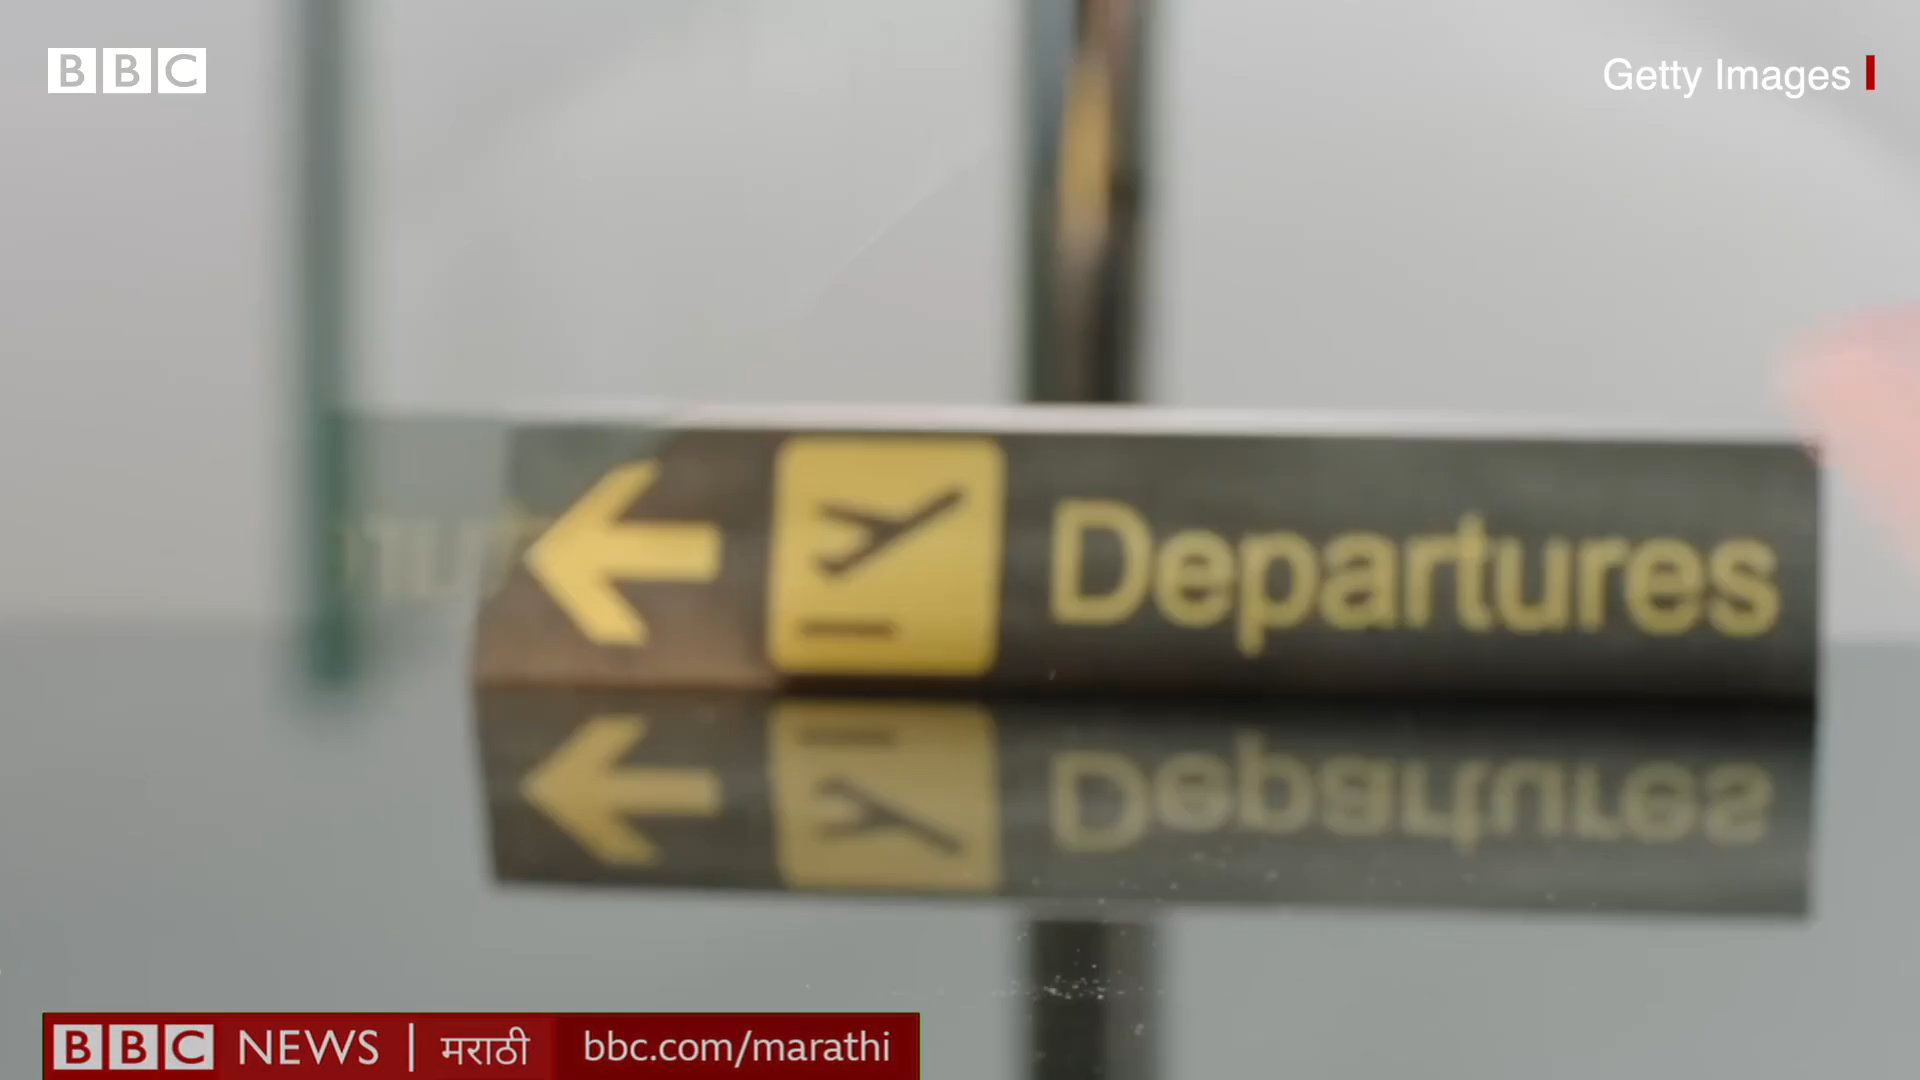 BBC
Getty Images
Departures
BBC NEWS | मराठी bbc.com/marathi